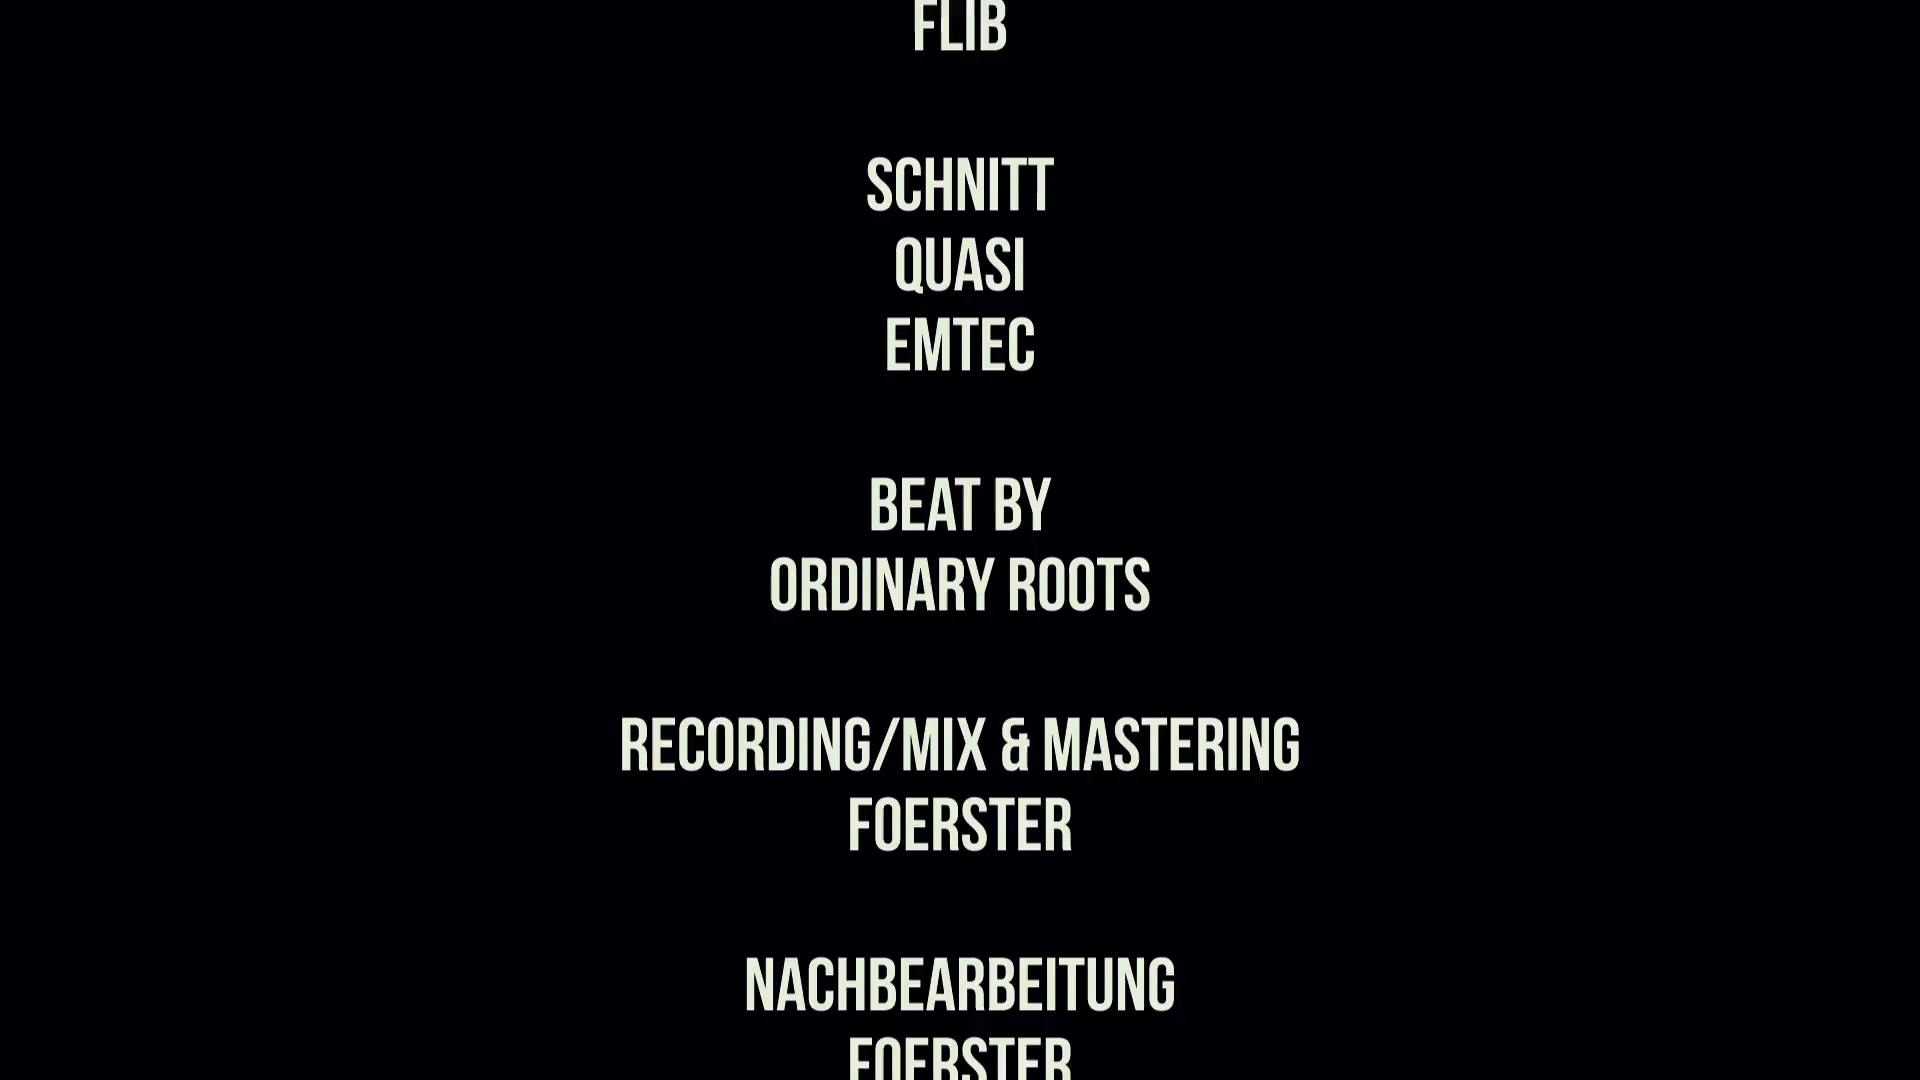 FLIB
SCHNITT
QUASI
EMTEC
BEAT BY
ORDINARY ROOTS
RECORDING/MIX & MASTERING
FOERSTER
NACHBEARBEITUNG
FOERSTER